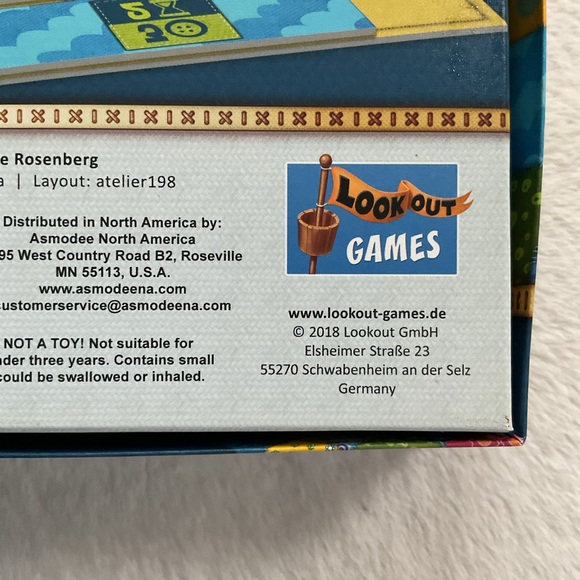 e Rosenberg
a | Layout: atelier198
Distributed in North America by:
Asmodee North America
95 West Country Road B2, Roseville
MN 55113, U.S.A.
www.asmodeena.com
customerservice@asmodeena.com
NOT A TOY! Not suitable for
nder three years. Contains small
could be swallowed or inhaled.
LOOKOUT
GAMES
www.lookout-games.de
© 2018 Lookout GmbH
Elsheimer Straße 23
55270 Schwabenheim an der Selz
Germany